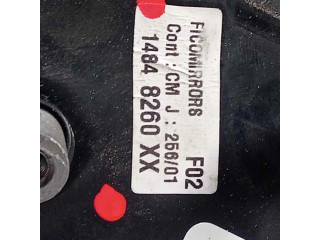 FICOMIRRORS F02
Cont : CM J : 256/01
1484 8260 XX